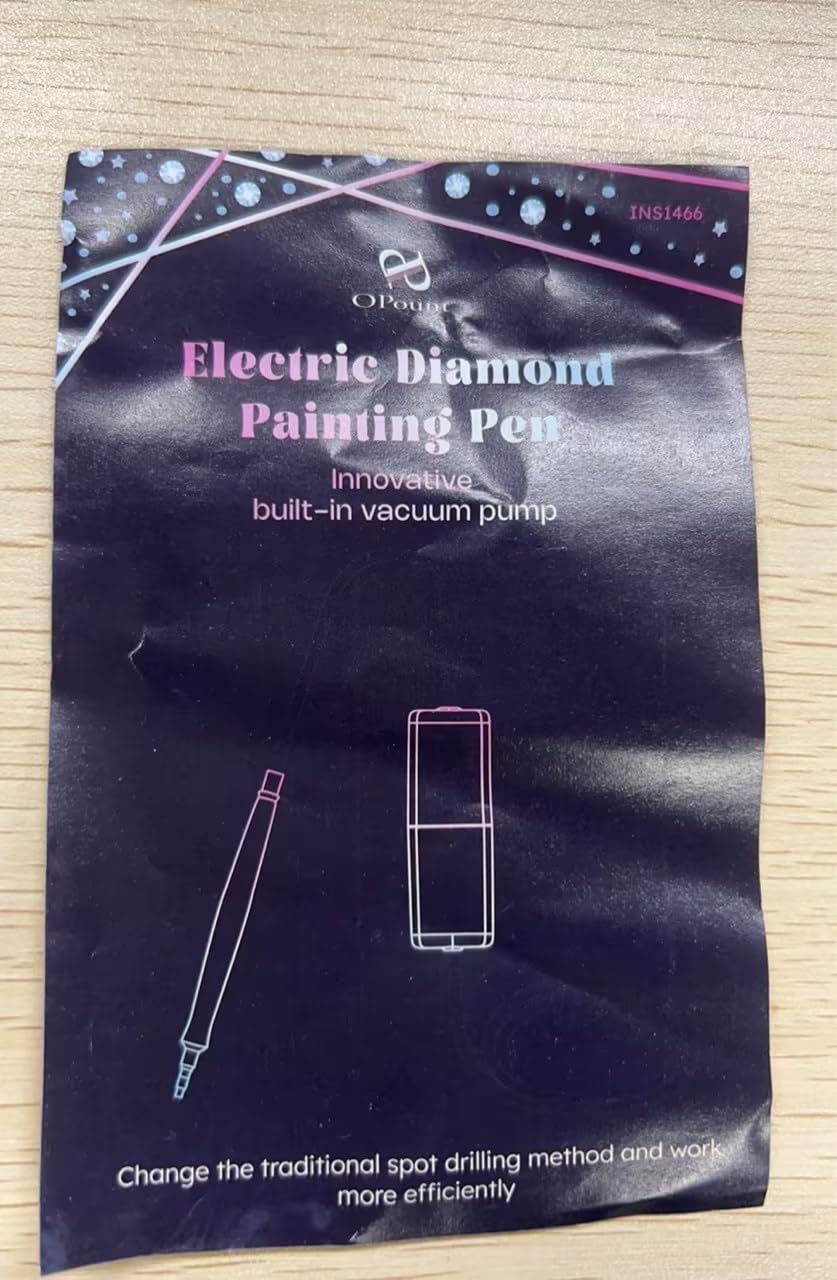 INS1466
OPount
Electric Diamond
Painting Pen
Innovative
built-in vacuum pump
Change the traditional spot drilling method and work
more efficiently